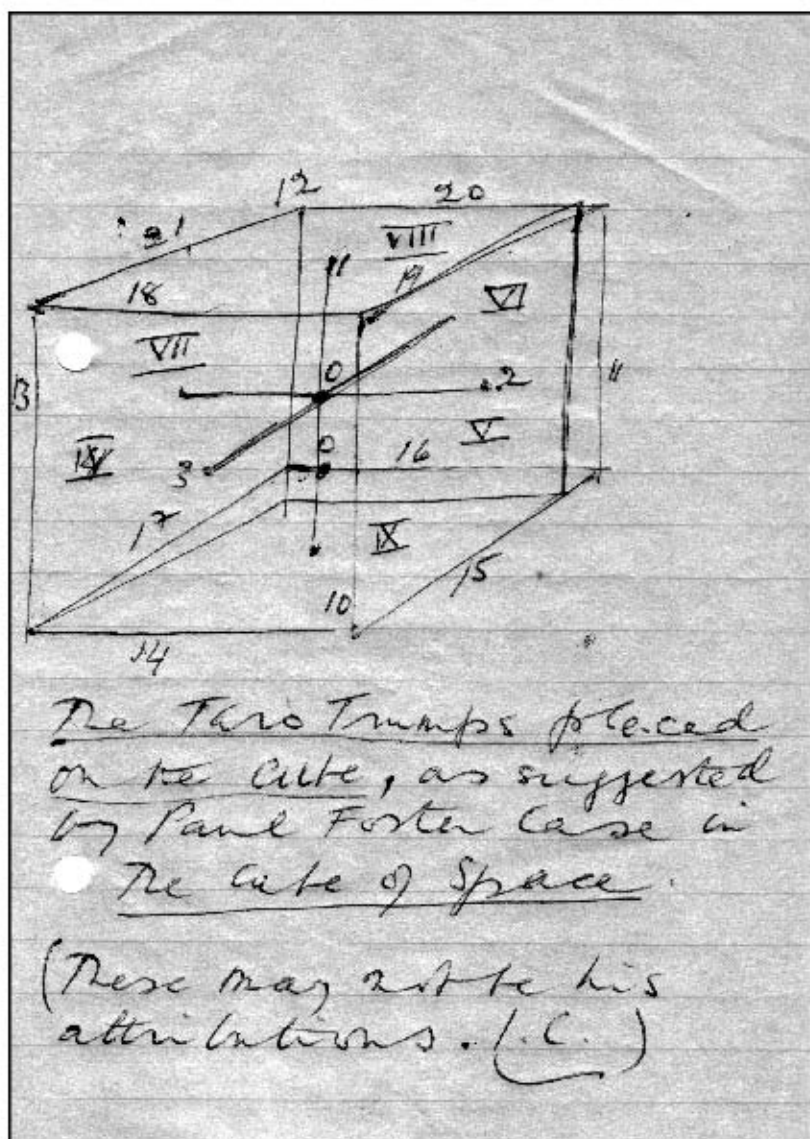 12 20
21 VIII
18 19 VI
VII 0
13 2
0 V
IV 3 16
17 IX
10 15
14
The Taro Trumps placed
on the Cube, as suggested
by Paul Foster Case in
The Cube of Space.
(These may not be his
attributions. I.C.)